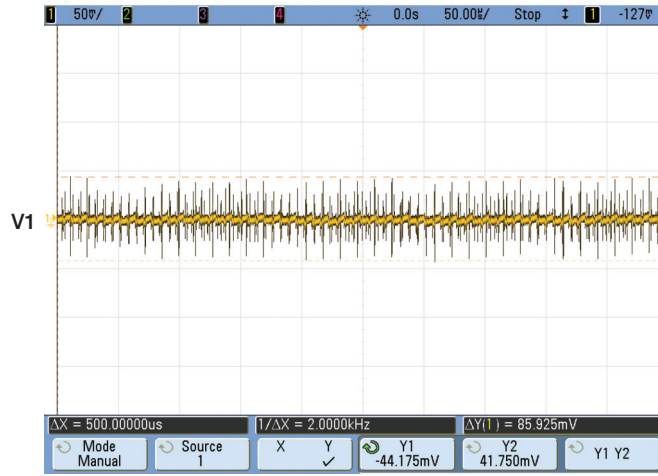 1 50mV/ 2 3 4 0.0s 50.00us/ Stop 1 -127mV
V1 1
ΔX = 500.00000us 1/ΔX = 2.0000kHz ΔY(1) = 85.925mV
Mode Source X Y Y1 Y2 Y1 Y2
Manual 1 ✓ -44.175mV 41.750mV